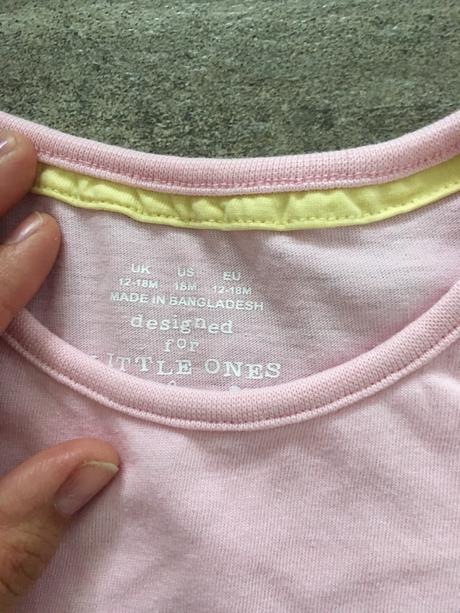 UK US EU
12-18M 18M 12-18M
MADE IN BANGLADESH
designed
for
LITTLE ONES